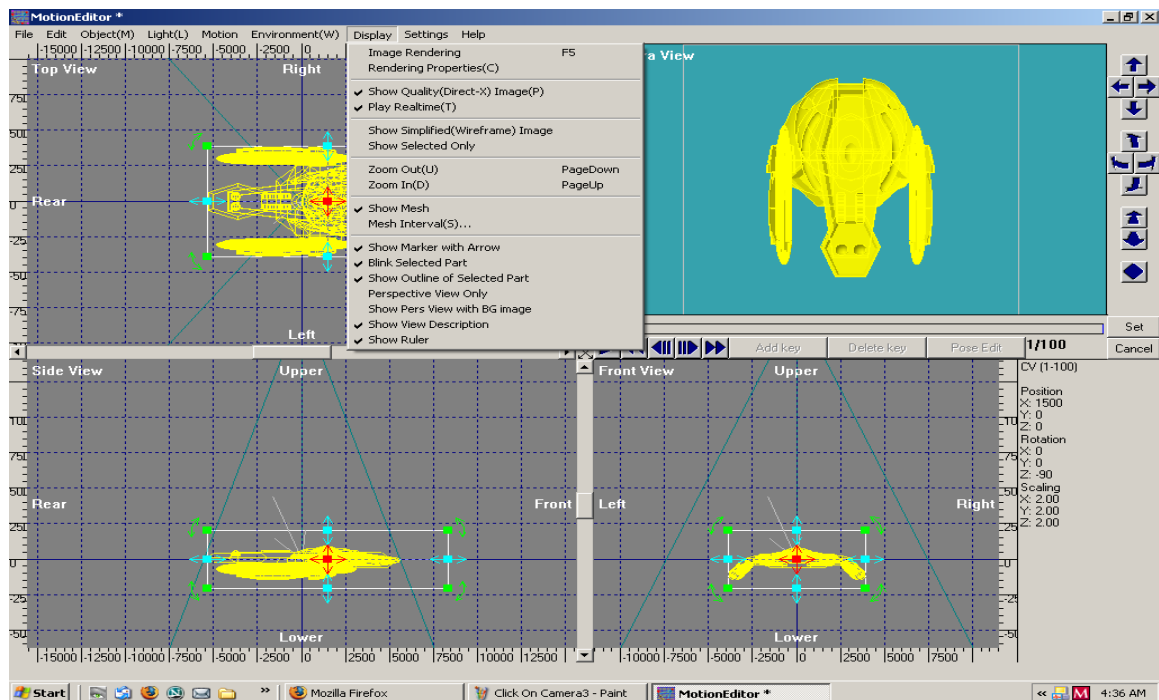 MotionEditor *
File Edit Object(M) Light(L) Motion Environment(W) Display Settings Help
-15000 -12500 -10000 -7500 -5000 -2500 0
Top View
Right
Rear
Left
Image Rendering F5
Rendering Properties(C)
Show Quality(Direct-X) Image(P)
Play Realtime(T)
Show Simplified(Wireframe) Image
Show Selected Only
Zoom Out(U) PageDown
Zoom In(D) PageUp
Show Mesh
Mesh Interval(S)...
Show Marker with Arrow
Blink Selected Part
Show Outline of Selected Part
Perspective View Only
Show Pers View with BG image
Show View Description
Show Ruler
a View
Set
Add key Delete key Pose Edit 1/100 Cancel
Side View
Upper
Rear
Front
Lower
-15000 -12500 -10000 -7500 -5000 -2500 0 2500 5000 7500 10000 12500
Front View
Upper
Left
Right
Lower
-10000 -7500 -5000 -2500 0 2500 5000 7500 10000
CV (1-100)
Position
X: 1500
Y: 0
Z: 0
Rotation
X: 0
Y: 0
Z: -90
Scaling
X: 2.00
Y: 2.00
Z: 2.00
Start » Mozilla Firefox Click On Camera3 - Paint MotionEditor * « M 4:36 AM